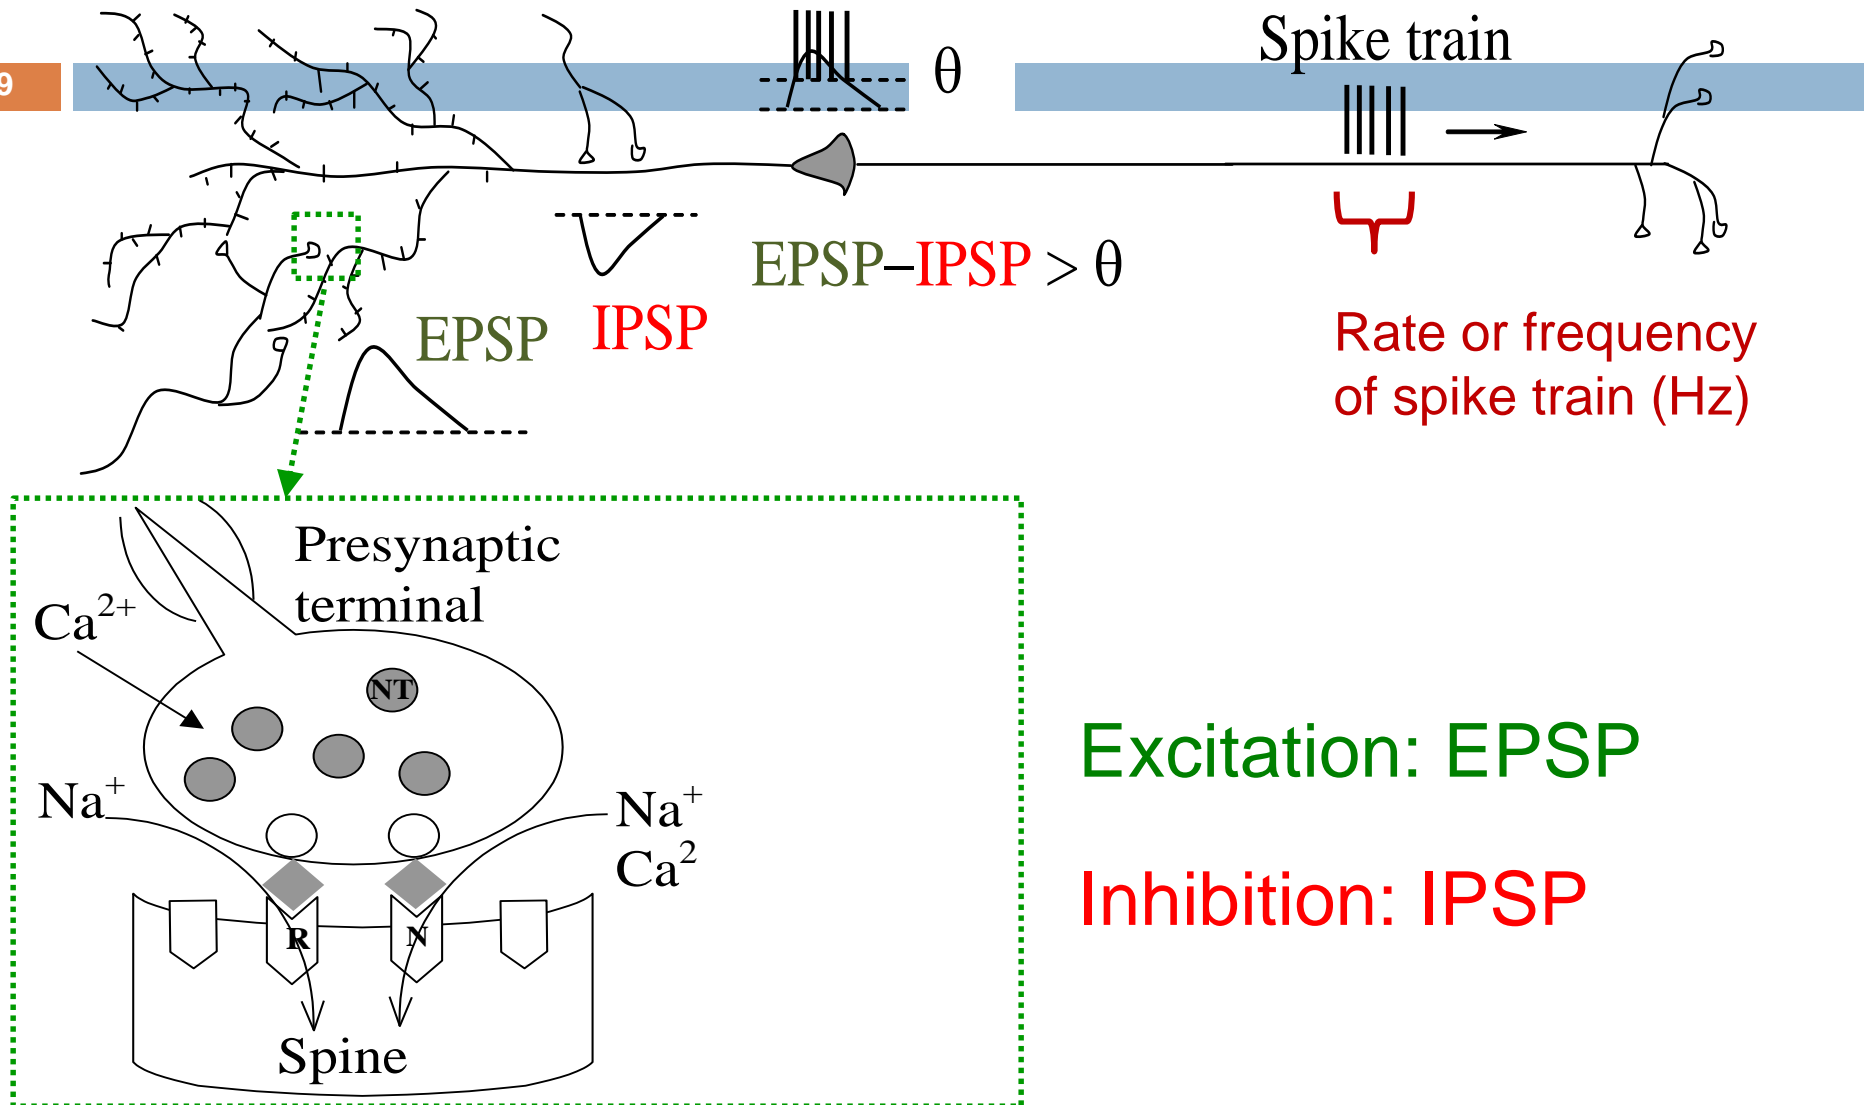 9
θ
Spike train
EPSP–IPSP > θ
EPSP
IPSP
Rate or frequency
of spike train (Hz)
Presynaptic
terminal
Ca²⁺
NT
Na⁺
Na⁺
Ca²
R
N
Spine
Excitation: EPSP
Inhibition: IPSP